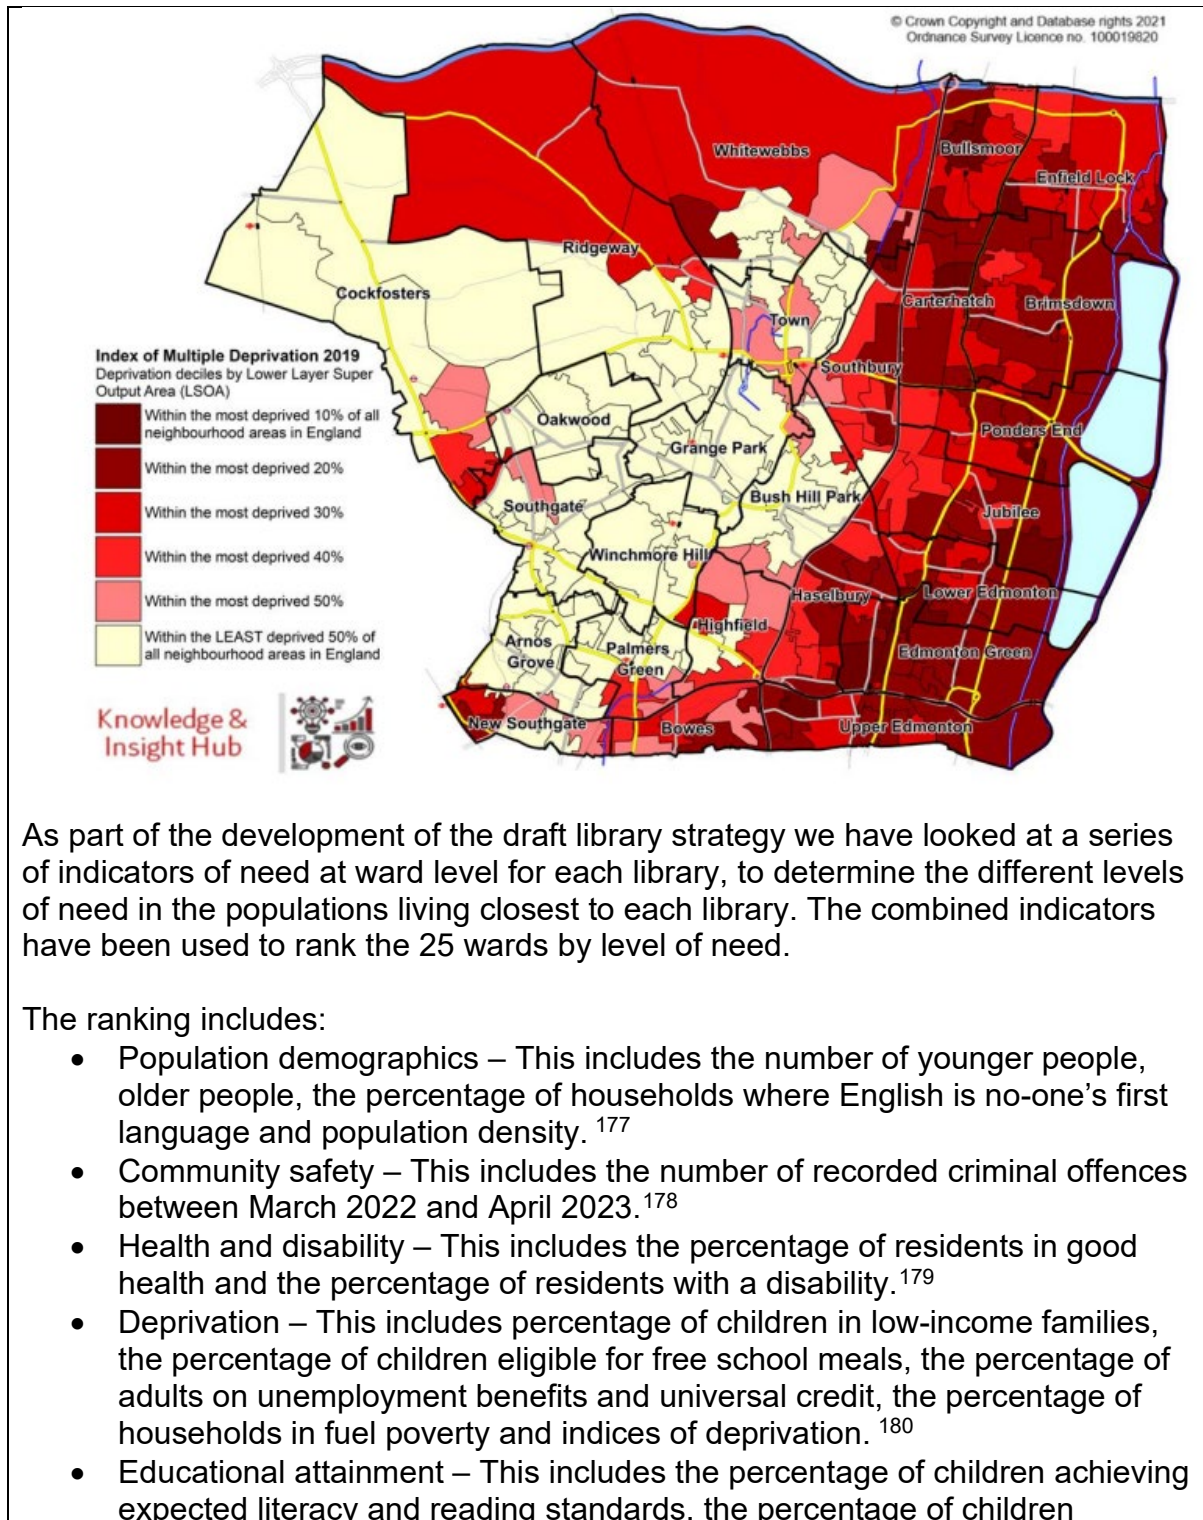 © Crown Copyright and Database rights 2021
Ordnance Survey Licence no. 100019820
Whitewebbs
Bullsmoor
Enfield Lock
Ridgeway
Cockfosters
Carterhatch
Brimsdown
Town
Southbury
Index of Multiple Deprivation 2019
Deprivation deciles by Lower Layer Super
Output Area (LSOA)
Within the most deprived 10% of all
neighbourhood areas in England
Within the most deprived 20%
Within the most deprived 30%
Within the most deprived 40%
Within the most deprived 50%
Within the LEAST deprived 50% of
all neighbourhood areas in England
Oakwood
Grange Park
Ponders End
Southgate
Bush Hill Park
Jubilee
Winchmore Hill
Haselbury
Lower Edmonton
Highfield
Arnos
Grove
Palmers
Green
Edmonton Green
New Southgate
Bowes
Upper Edmonton
Knowledge &
Insight Hub
As part of the development of the draft library strategy we have looked at a series
of indicators of need at ward level for each library, to determine the different levels
of need in the populations living closest to each library. The combined indicators
have been used to rank the 25 wards by level of need.
The ranking includes:
• Population demographics – This includes the number of younger people,
older people, the percentage of households where English is no-one’s first
language and population density. 177
• Community safety – This includes the number of recorded criminal offences
between March 2022 and April 2023.178
• Health and disability – This includes the percentage of residents in good
health and the percentage of residents with a disability.179
• Deprivation – This includes percentage of children in low-income families,
the percentage of children eligible for free school meals, the percentage of
adults on unemployment benefits and universal credit, the percentage of
households in fuel poverty and indices of deprivation. 180
• Educational attainment – This includes the percentage of children achieving
expected literacy and reading standards, the percentage of children